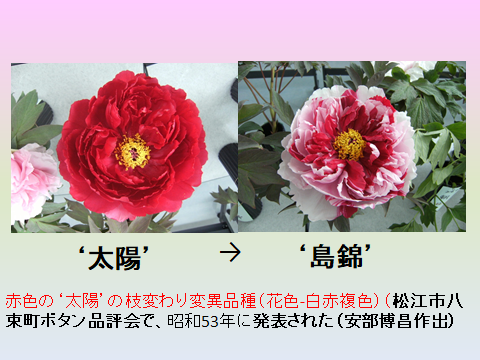 ‘太陽’ → ‘島錦’
赤色の‘太陽’の枝変わり変異品種（花色-白赤複色）（松江市八
束町ボタン品評会で、昭和53年に発表された（安部博昌作出）